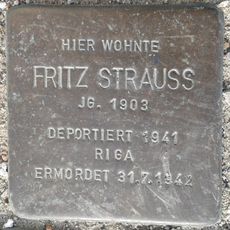 HIER WOHNTE
FRITZ STRAUSS
JG. 1903
DEPORTIERT 1941
RIGA
ERMORDET 31.7.1942